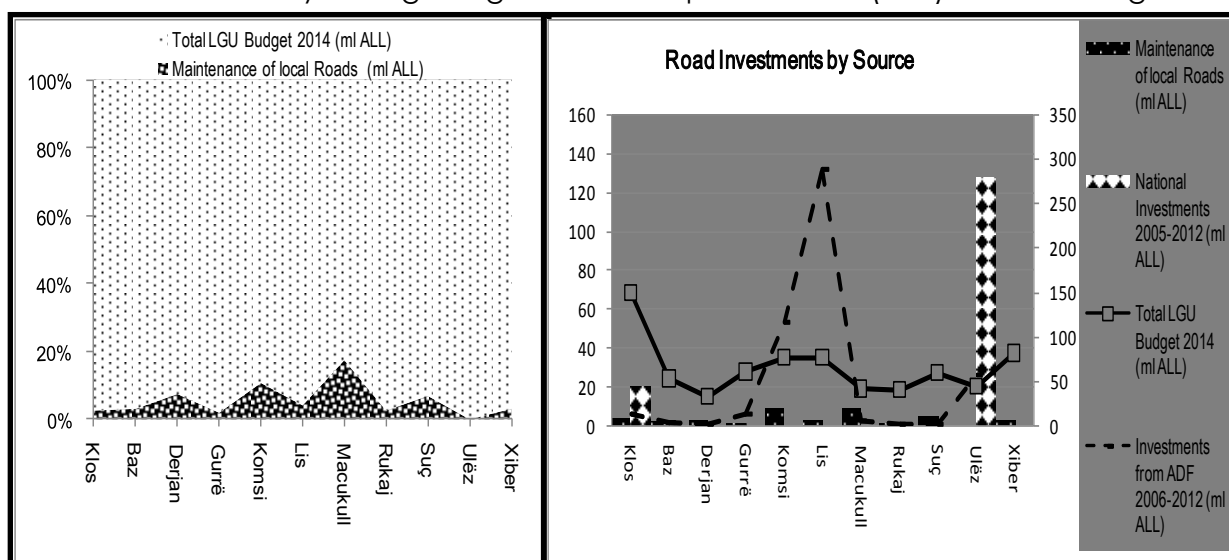 Total LGU Budget 2014 (ml ALL)
Maintenance of local Roads (ml ALL)
100%
80%
60%
40%
20%
0%
Klos
Baz
Derjan
Gurrë
Komsi
Lis
Macukull
Rukaj
Suç
Ulëz
Xiber
Road Investments by Source
160
140
120
100
80
60
40
20
0
350
300
250
200
150
100
50
0
Klos
Baz
Derjan
Gurrë
Komsi
Lis
Macukull
Rukaj
Suç
Ulëz
Xiber
Maintenance
of local Roads
(ml ALL)
National
Investments
2005-2012 (ml
ALL)
Total LGU
Budget 2014
(ml ALL)
Investments
from ADF
2006-2012 (ml
ALL)